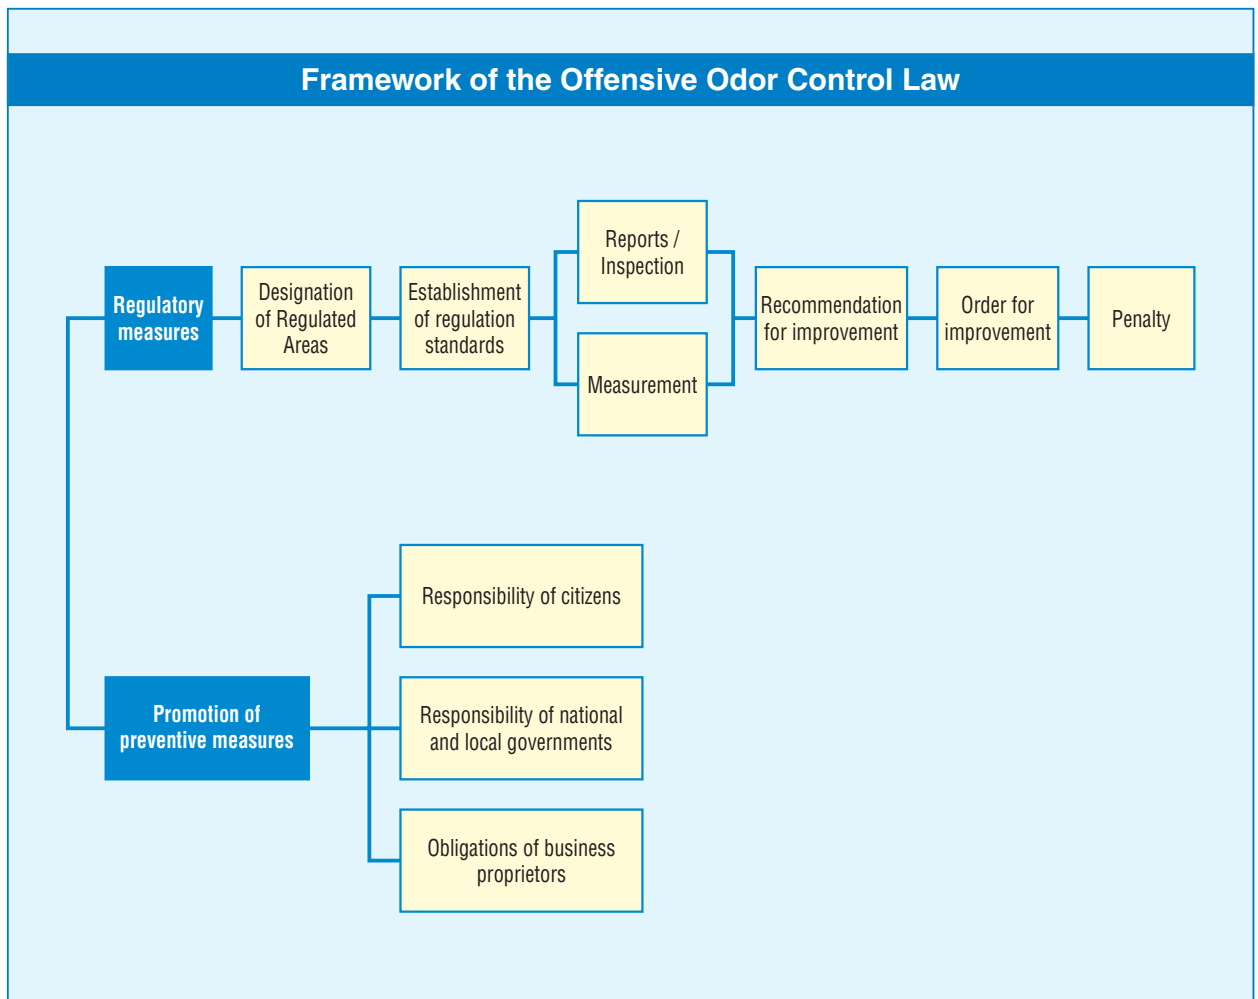 Framework of the Offensive Odor Control Law
Regulatory
measures
Designation
of Regulated
Areas
Establishment
of regulation
standards
Reports /
Inspection
Measurement
Recommendation
for improvement
Order for
improvement
Penalty
Promotion of
preventive measures
Responsibility of citizens
Responsibility of national
and local governments
Obligations of business
proprietors